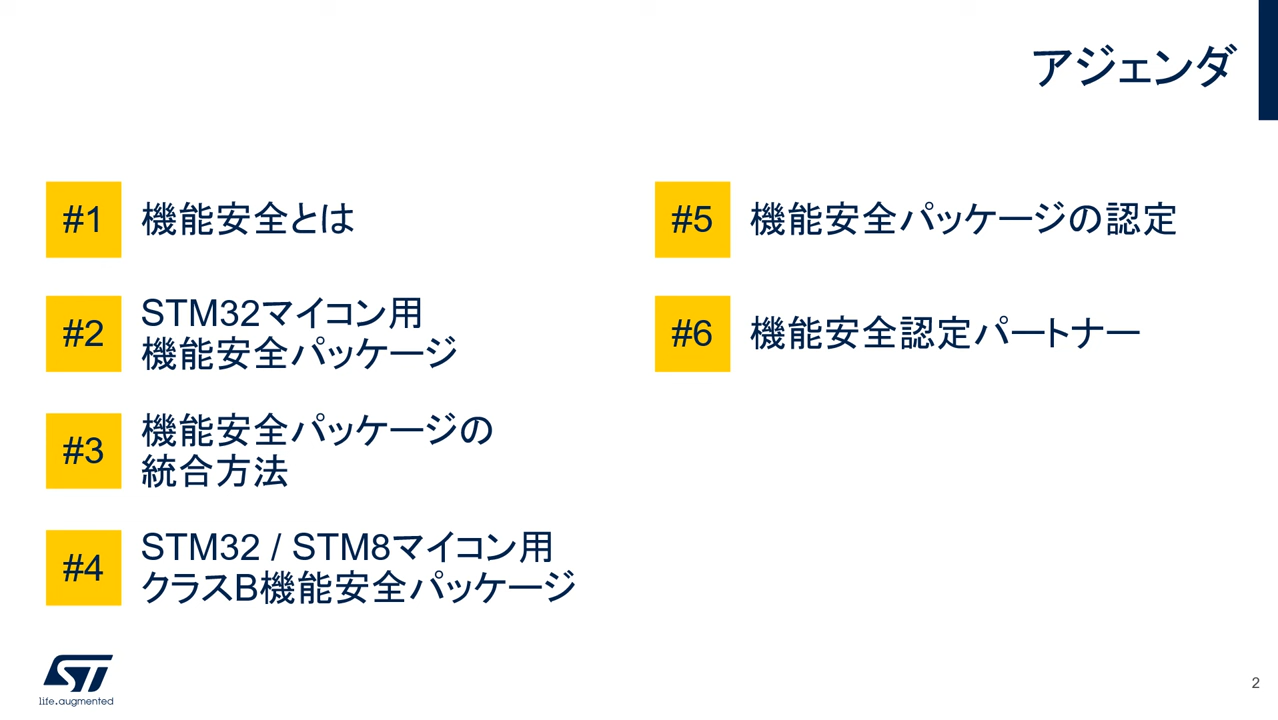 アジェンダ
#1
機能安全とは
#2
STM32マイコン用
機能安全パッケージ
#3
機能安全パッケージの
統合方法
#4
STM32 / STM8マイコン用
クラスB機能安全パッケージ
#5
機能安全パッケージの認定
#6
機能安全認定パートナー
ST
life.augmented
2